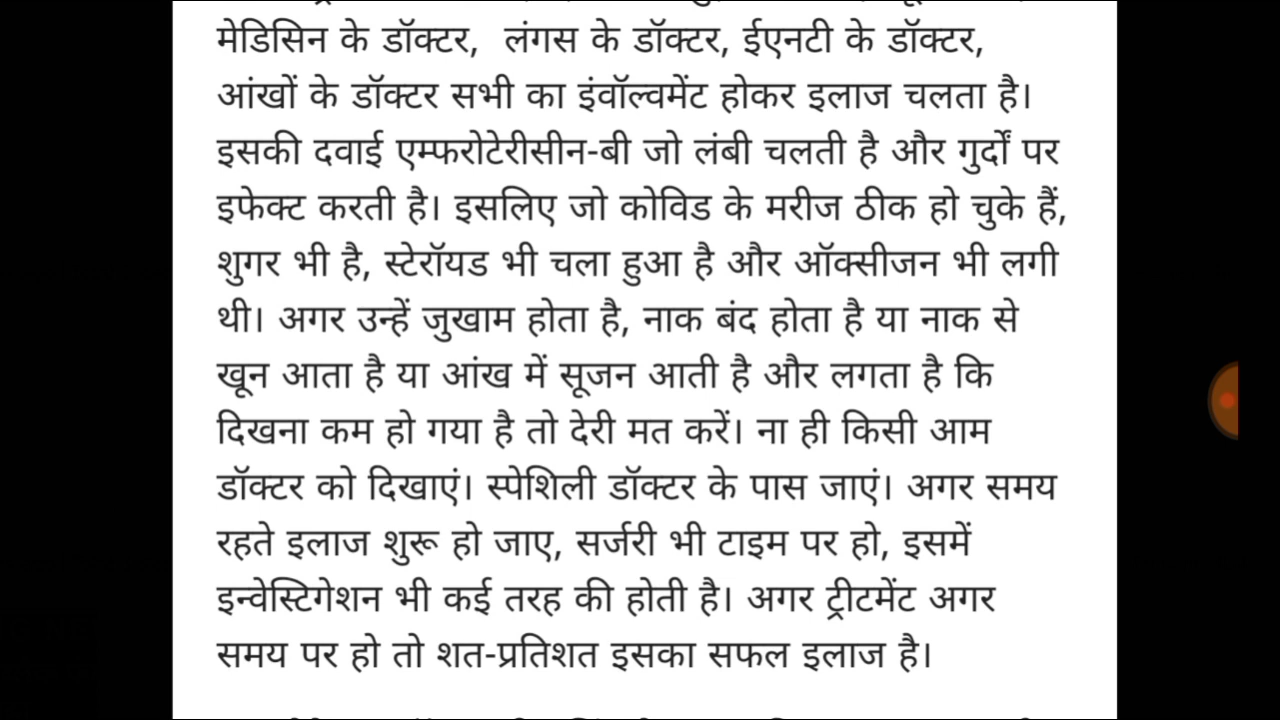 मेडिसिन के डॉक्टर, लंगस के डॉक्टर, ईएनटी के डॉक्टर,
आंखों के डॉक्टर सभी का इंवॉल्वमेंट होकर इलाज चलता है।
इसकी दवाई एम्फरोटेरीसीन-बी जो लंबी चलती है और गुर्दों पर
इफेक्ट करती है। इसलिए जो कोविड के मरीज ठीक हो चुके हैं,
शुगर भी है, स्टेरॉयड भी चला हुआ है और ऑक्सीजन भी लगी
थी। अगर उन्हें जुखाम होता है, नाक बंद होता है या नाक से
खून आता है या आंख में सूजन आती है और लगता है कि
दिखना कम हो गया है तो देरी मत करें। ना ही किसी आम
डॉक्टर को दिखाएं। स्पेशिली डॉक्टर के पास जाएं। अगर समय
रहते इलाज शुरू हो जाए, सर्जरी भी टाइम पर हो, इसमें
इन्वेस्टिगेशन भी कई तरह की होती है। अगर ट्रीटमेंट अगर
समय पर हो तो शत-प्रतिशत इसका सफल इलाज है।